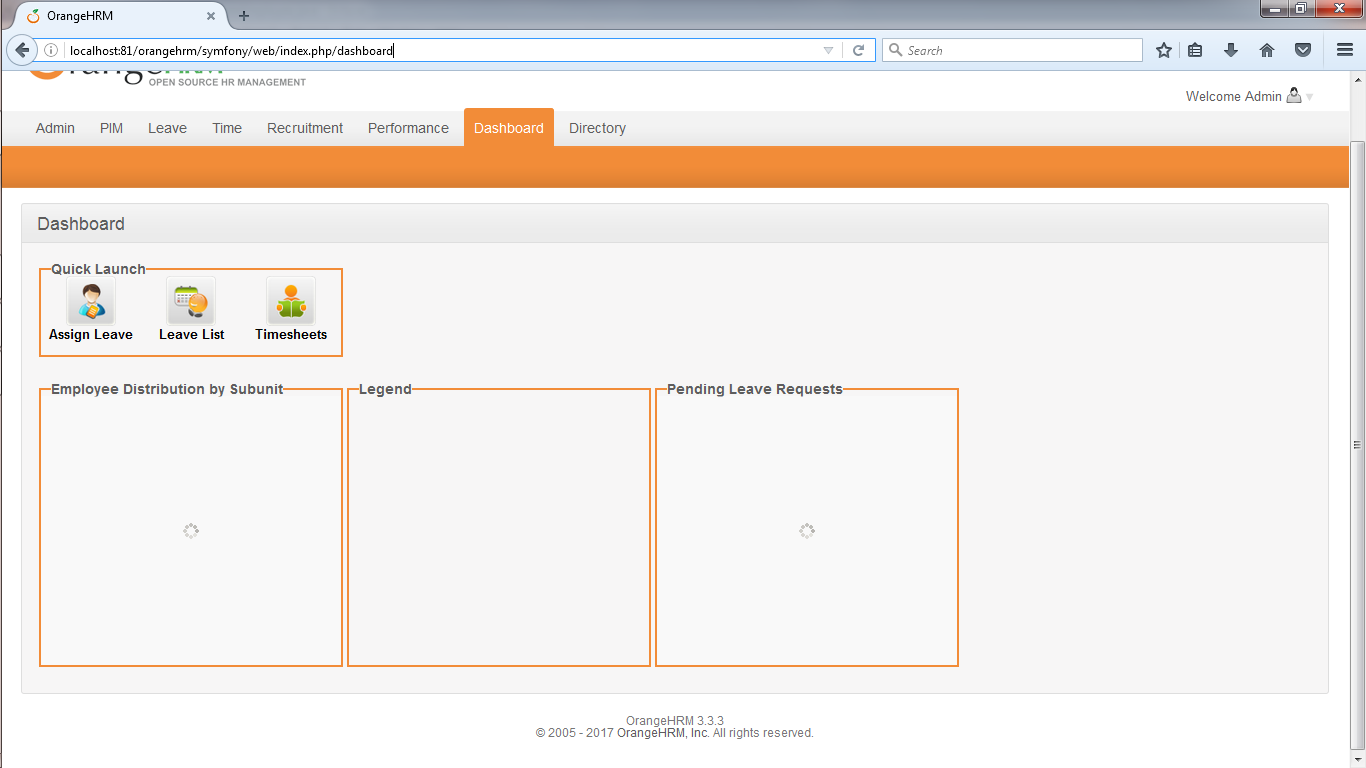 OrangeHRM
localhost:81/orangehrm/symfony/web/index.php/dashboard
Search
OrangeHRM
OPEN SOURCE HR MANAGEMENT
Welcome Admin
Admin PIM Leave Time Recruitment Performance Dashboard Directory
Dashboard
Quick Launch
Assign Leave Leave List Timesheets
Employee Distribution by Subunit Legend Pending Leave Requests
OrangeHRM 3.3.3
© 2005 - 2017 OrangeHRM, Inc. All rights reserved.